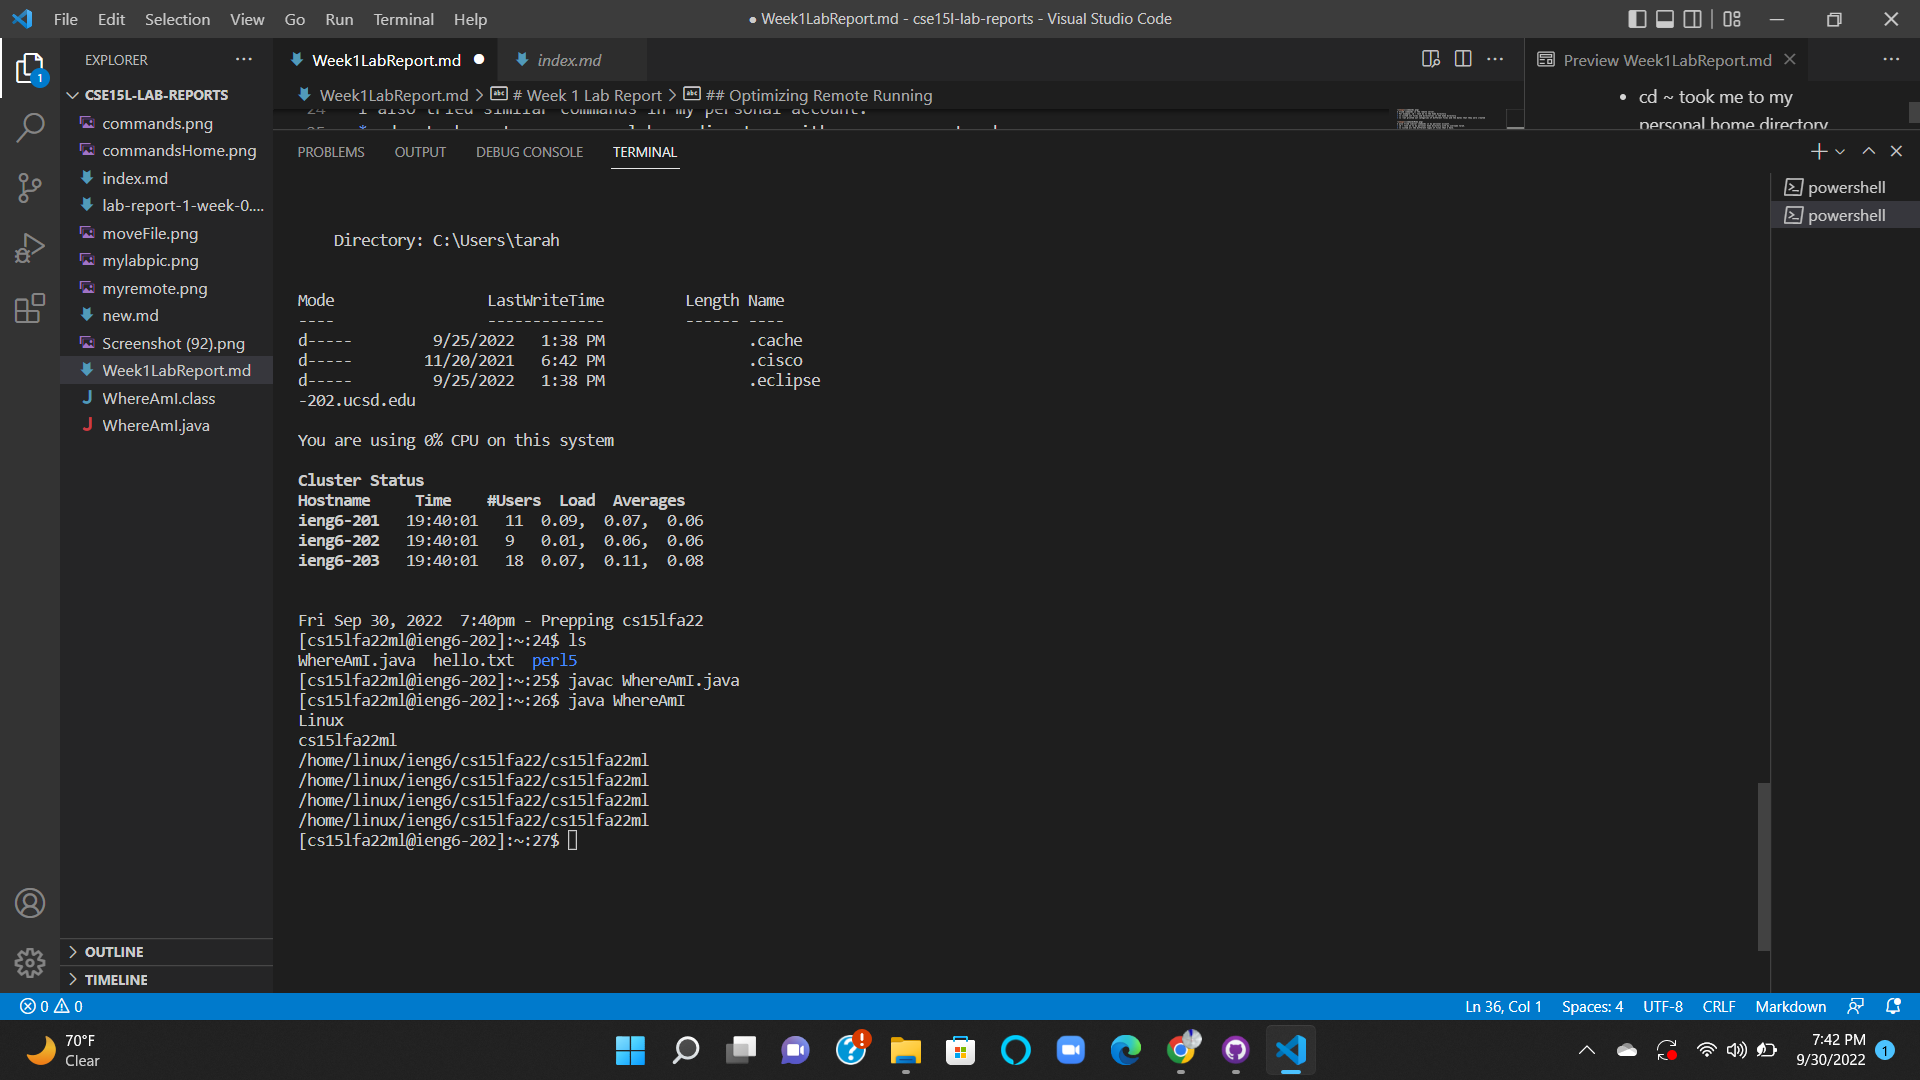 File Edit Selection View Go Run Terminal Help
● Week1LabReport.md - cse15l-lab-reports - Visual Studio Code
EXPLORER
CSE15L-LAB-REPORTS
commands.png
commandsHome.png
index.md
lab-report-1-week-0....
moveFile.png
mylabpic.png
myremote.png
new.md
Screenshot (92).png
Week1LabReport.md
WhereAmI.class
WhereAmI.java
OUTLINE
TIMELINE
1
Week1LabReport.md
index.md
Week1LabReport.md > # Week 1 Lab Report > ## Optimizing Remote Running
24 I also tried similar commands in my personal account.
Preview Week1LabReport.md
• cd ~ took me to my
personal home directory
PROBLEMS OUTPUT DEBUG CONSOLE TERMINAL
powershell
powershell
Directory: C:\Users\tarah
Mode                 LastWriteTime         Length Name
----                 -------------         ------ ----
d-----         9/25/2022   1:38 PM                .cache
d-----        11/20/2021   6:42 PM                .cisco
d-----         9/25/2022   1:38 PM                .eclipse
-202.ucsd.edu
You are using 0% CPU on this system
Cluster Status
Hostname     Time    #Users  Load  Averages
ieng6-201   19:40:01   11  0.09,  0.07,  0.06
ieng6-202   19:40:01   9   0.01,  0.06,  0.06
ieng6-203   19:40:01   18  0.07,  0.11,  0.08
Fri Sep 30, 2022  7:40pm - Prepping cs15lfa22
[cs15lfa22ml@ieng6-202]:~:24$ ls
WhereAmI.java  hello.txt  perl5
[cs15lfa22ml@ieng6-202]:~:25$ javac WhereAmI.java
[cs15lfa22ml@ieng6-202]:~:26$ java WhereAmI
Linux
cs15lfa22ml
/home/linux/ieng6/cs15lfa22/cs15lfa22ml
/home/linux/ieng6/cs15lfa22/cs15lfa22ml
/home/linux/ieng6/cs15lfa22/cs15lfa22ml
/home/linux/ieng6/cs15lfa22/cs15lfa22ml
[cs15lfa22ml@ieng6-202]:~:27$
0 0
Ln 36, Col 1 Spaces: 4 UTF-8 CRLF Markdown
70°F
Clear
7:42 PM
9/30/2022
1